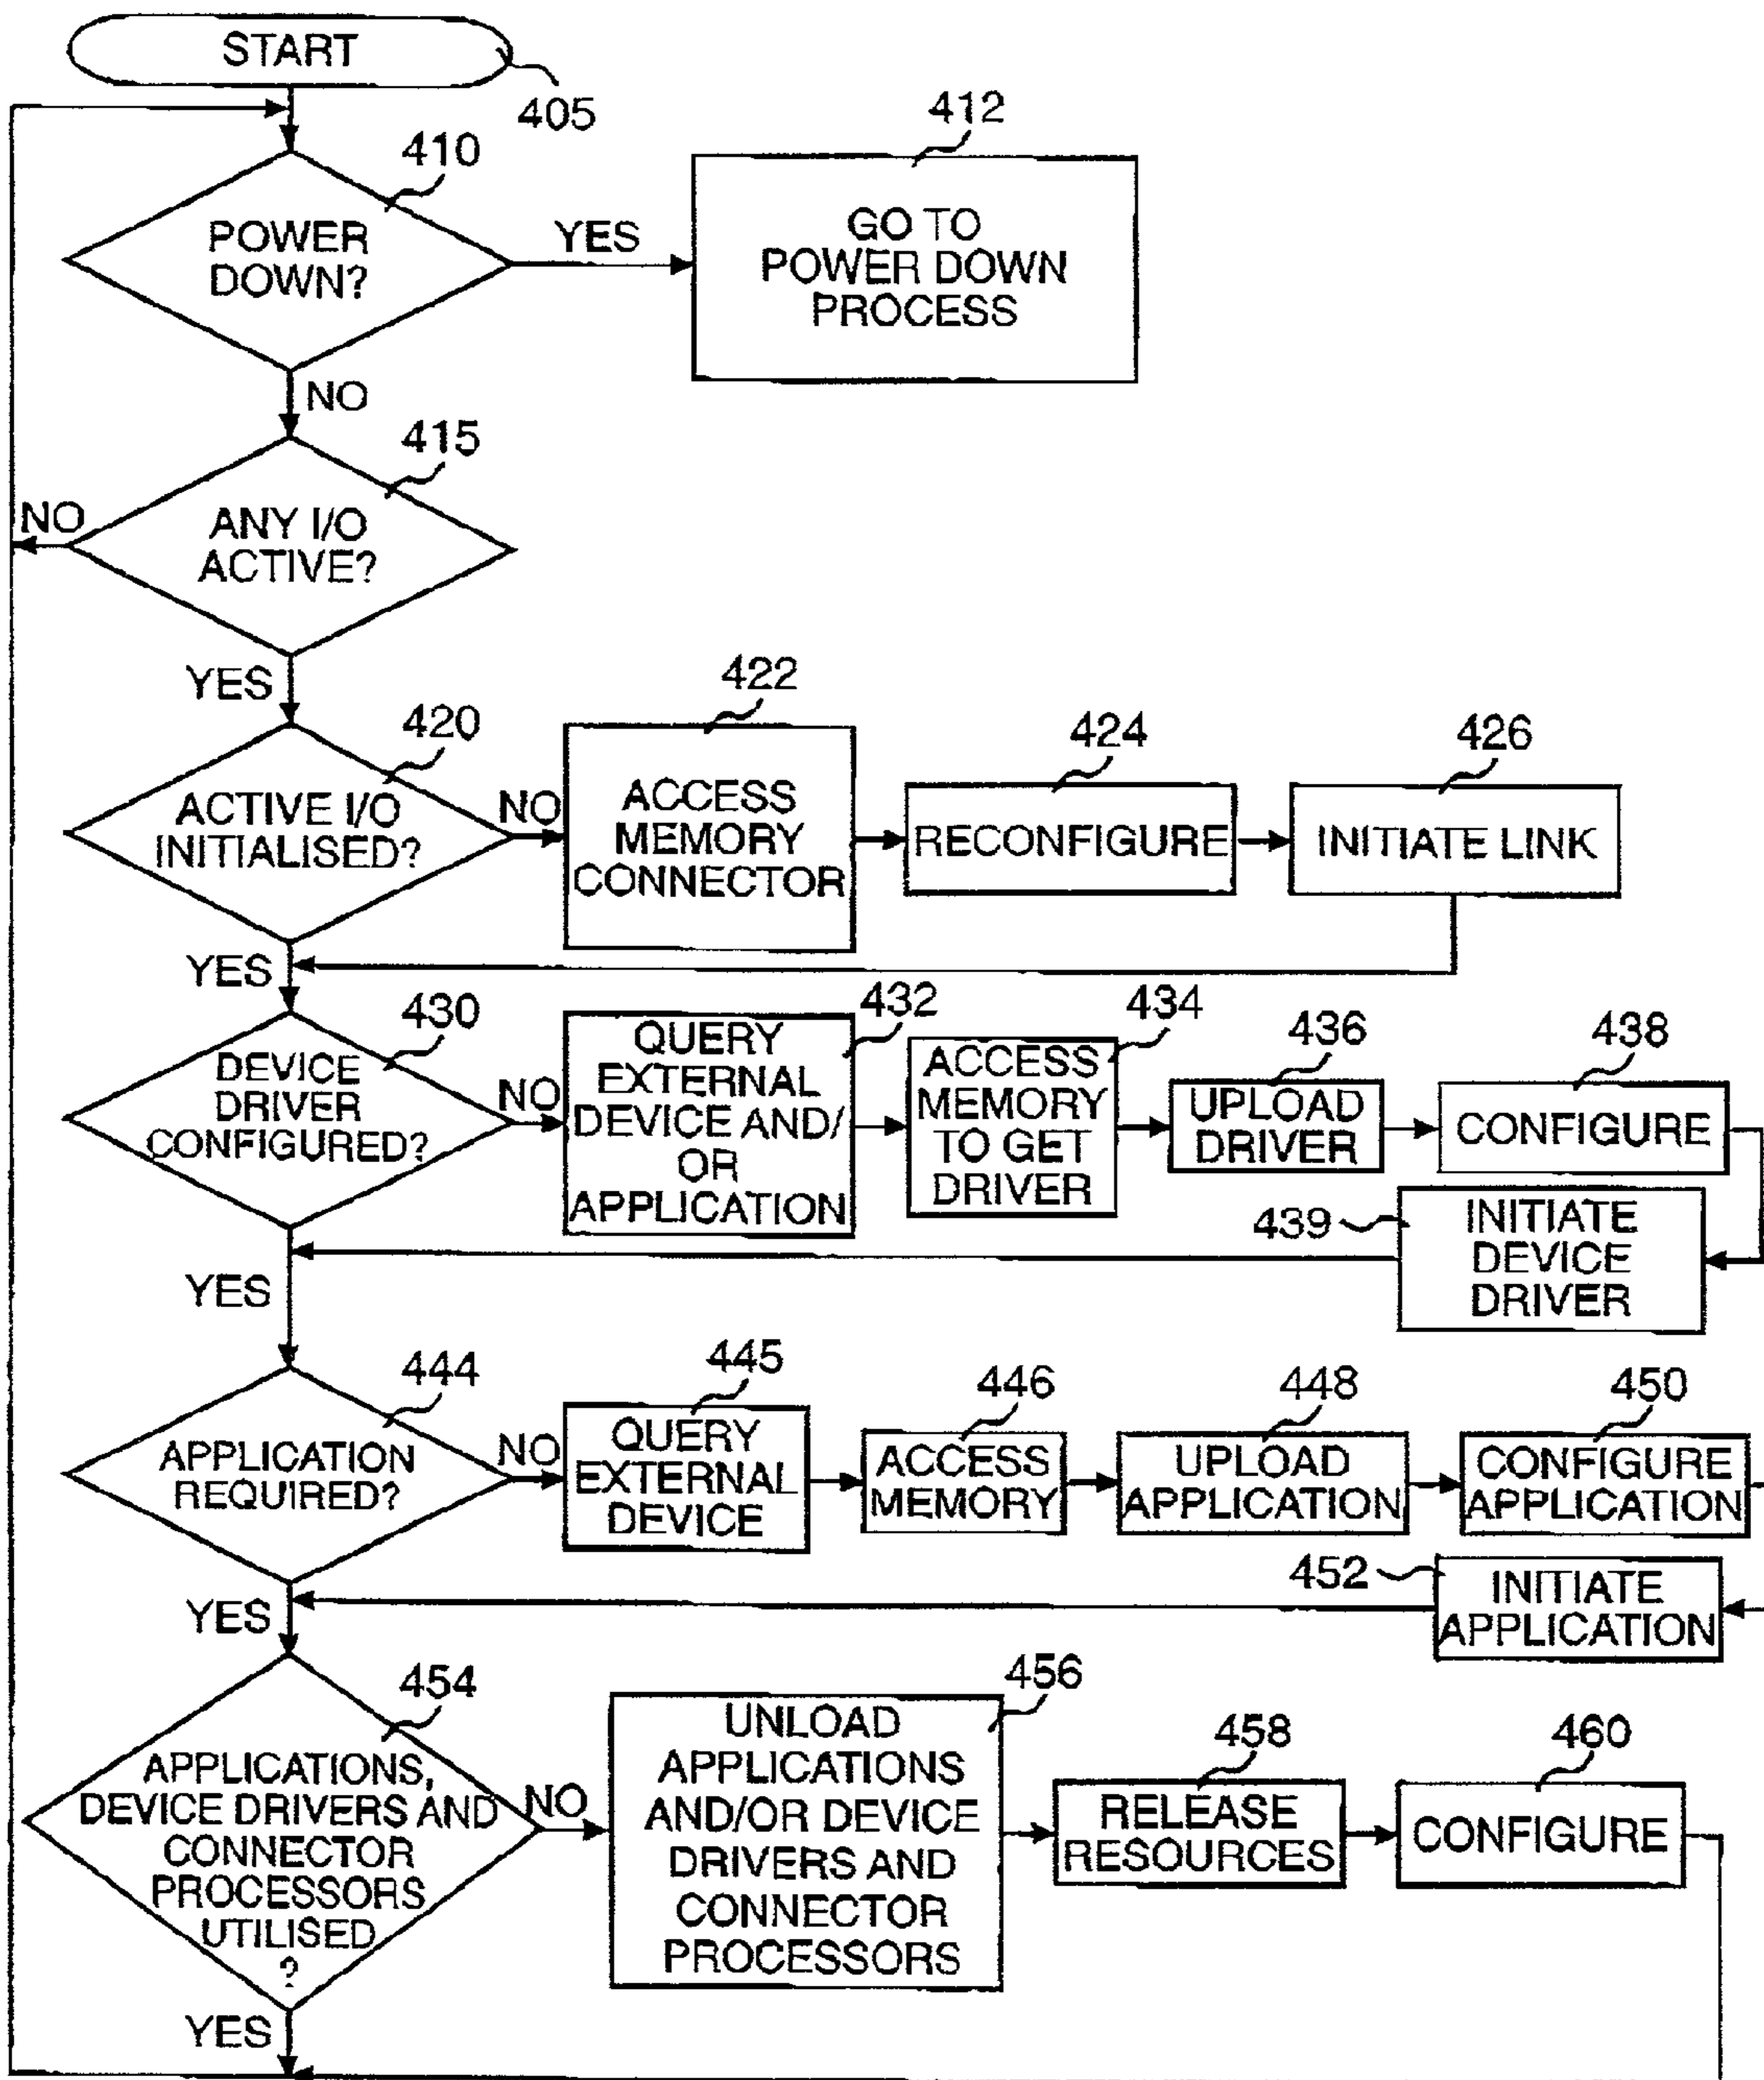 START
405
410
412
POWER
DOWN?
YES
GO TO
POWER DOWN
PROCESS
NO
415
ANY I/O
ACTIVE?
NO
YES
420
ACTIVE I/O
INITIALISED?
NO
422
ACCESS
MEMORY
CONNECTOR
424
RECONFIGURE
426
INITIATE LINK
YES
430
DEVICE
DRIVER
CONFIGURED?
NO
432
QUERY
EXTERNAL
DEVICE AND/
OR
APPLICATION
434
ACCESS
MEMORY
TO GET
DRIVER
436
UPLOAD
DRIVER
438
CONFIGURE
439
INITIATE
DEVICE
DRIVER
YES
444
APPLICATION
REQUIRED?
NO
445
QUERY
EXTERNAL
DEVICE
446
ACCESS
MEMORY
448
UPLOAD
APPLICATION
450
CONFIGURE
APPLICATION
452
INITIATE
APPLICATION
YES
454
APPLICATIONS,
DEVICE DRIVERS AND
CONNECTOR
PROCESSORS
UTILISED
?
NO
456
UNLOAD
APPLICATIONS
AND/OR DEVICE
DRIVERS AND
CONNECTOR
PROCESSORS
458
RELEASE
RESOURCES
460
CONFIGURE
YES